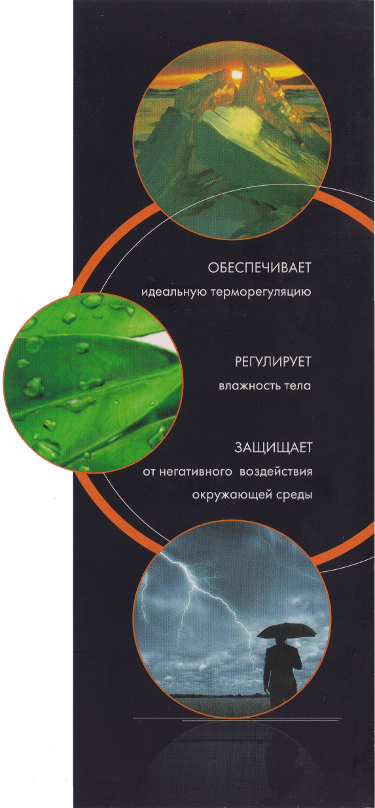 ОБЕСПЕЧИВАЕТ
идеальную терморегуляцию
РЕГУЛИРУЕТ
влажность тела
ЗАЩИЩАЕТ
от негативного воздействия
окружающей среды